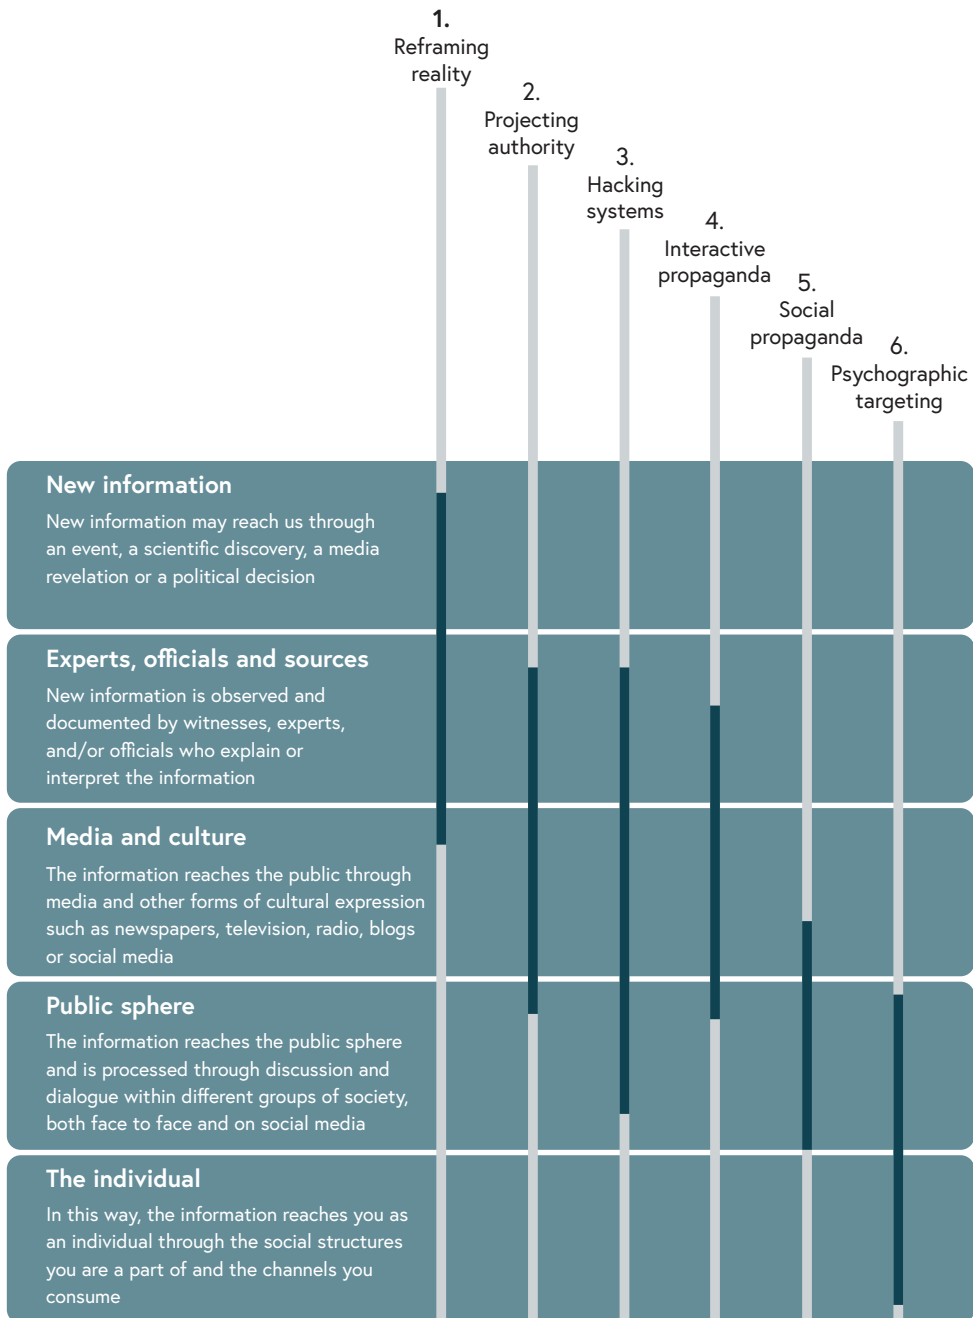 1.
Reframing
reality
2.
Projecting
authority
3.
Hacking
systems
4.
Interactive
propaganda
5.
Social
propaganda
6.
Psychographic
targeting
New information
New information may reach us through
an event, a scientific discovery, a media
revelation or a political decision
Experts, officials and sources
New information is observed and
documented by witnesses, experts,
and/or officials who explain or
interpret the information
Media and culture
The information reaches the public through
media and other forms of cultural expression
such as newspapers, television, radio, blogs
or social media
Public sphere
The information reaches the public sphere
and is processed through discussion and
dialogue within different groups of society,
both face to face and on social media
The individual
In this way, the information reaches you as
an individual through the social structures
you are a part of and the channels you
consume